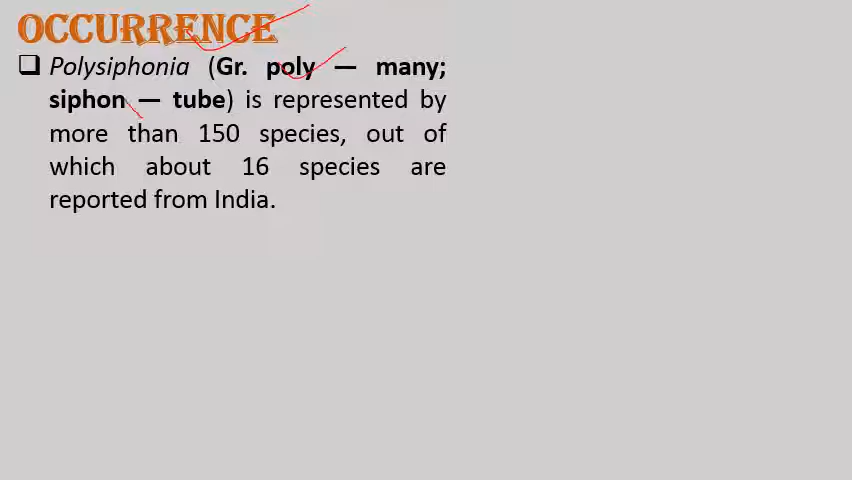 OCCURRENCE
❑ Polysiphonia (Gr. poly — many;
siphon — tube) is represented by
more than 150 species, out of
which about 16 species are
reported from India.